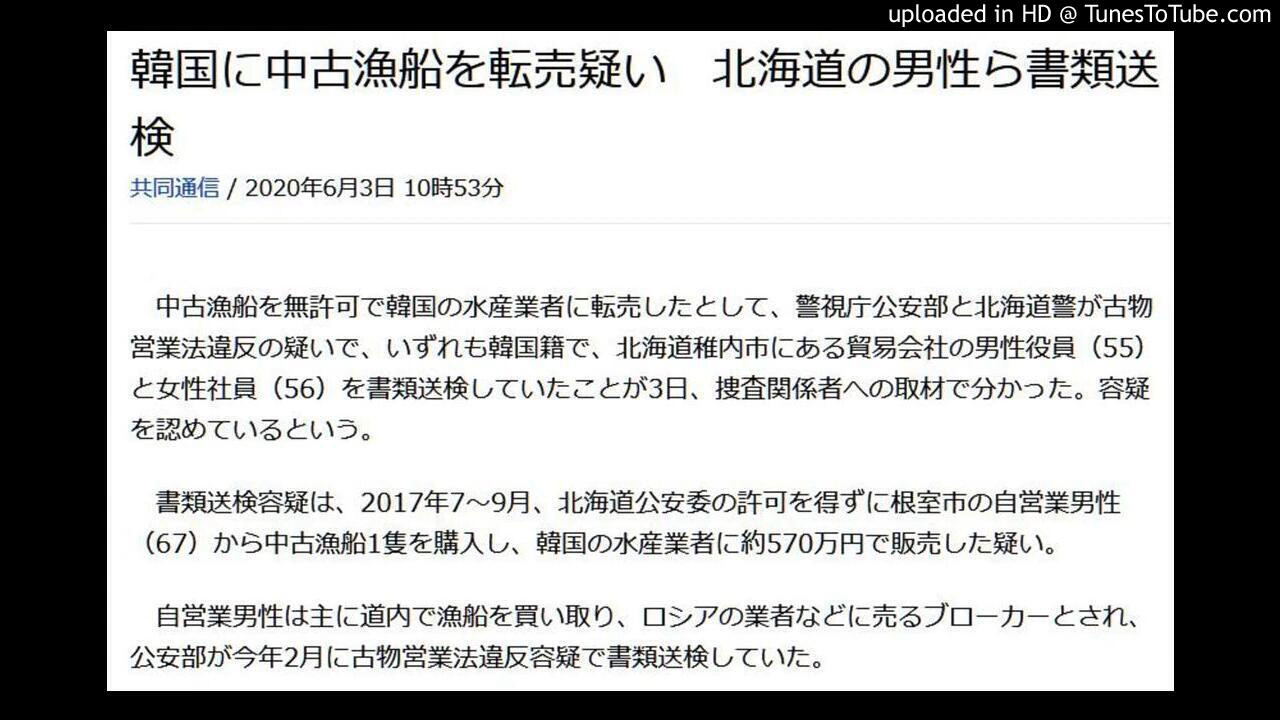 uploaded in HD @ TunesToTube.com
韓国に中古漁船を転売疑い　北海道の男性ら書類送
検
共同通信 / 2020年6月3日 10時53分
中古漁船を無許可で韓国の水産業者に転売したとして、警視庁公安部と北海道警が古物
営業法違反の疑いで、いずれも韓国籍で、北海道稚内市にある貿易会社の男性役員（55）
と女性社員（56）を書類送検していたことが3日、捜査関係者への取材で分かった。容疑
を認めているという。
書類送検容疑は、2017年7～9月、北海道公安委の許可を得ずに根室市の自営業男性
（67）から中古漁船1隻を購入し、韓国の水産業者に約570万円で販売した疑い。
自営業男性は主に道内で漁船を買い取り、ロシアの業者などに売るブローカーとされ、
公安部が今年2月に古物営業法違反容疑で書類送検していた。